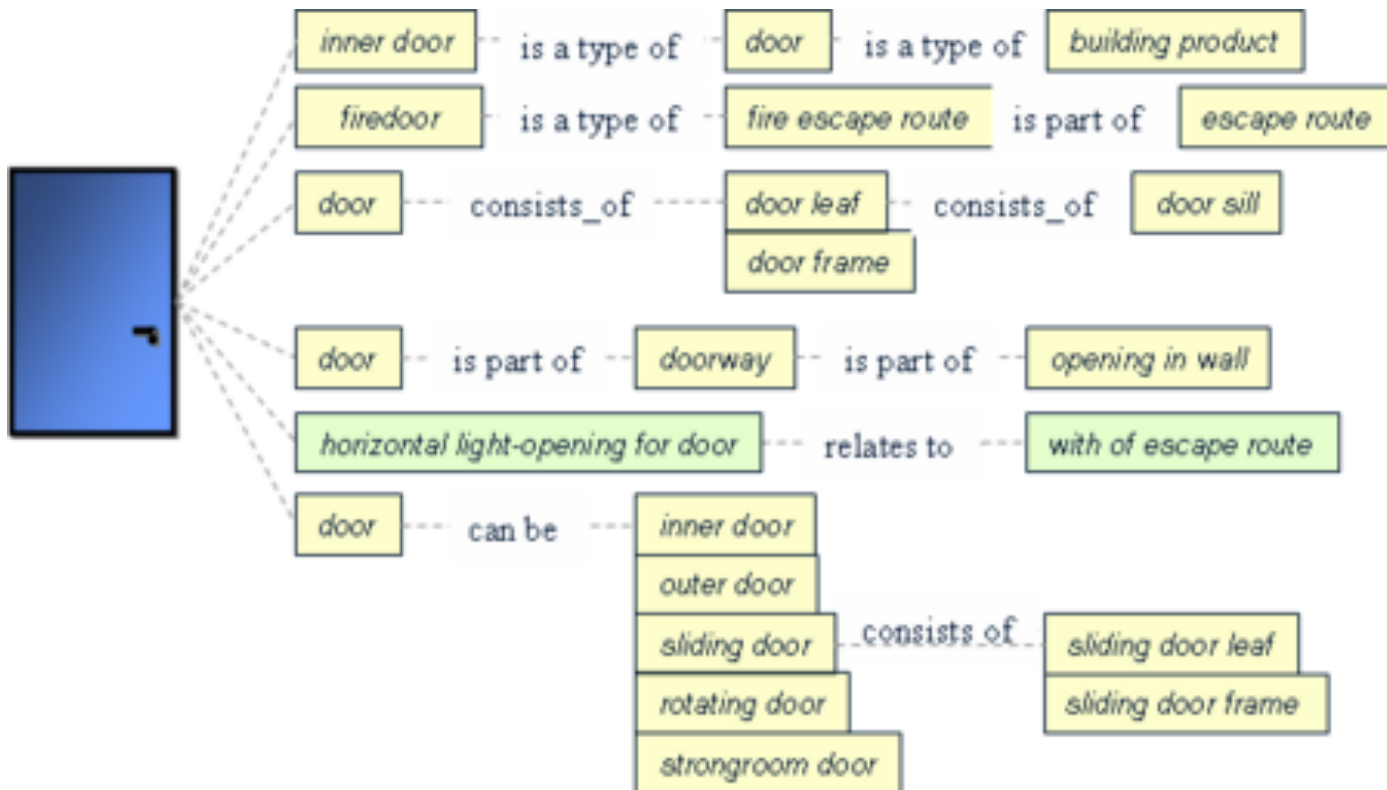 inner door is a type of door is a type of building product
firedoor is a type of fire escape route is part of escape route
door consists_of door leaf consists_of door sill
door frame
door is part of doorway is part of opening in wall
horizontal light-opening for door relates to with of escape route
door can be inner door
outer door
sliding door consists of sliding door leaf
rotating door sliding door frame
strongroom door